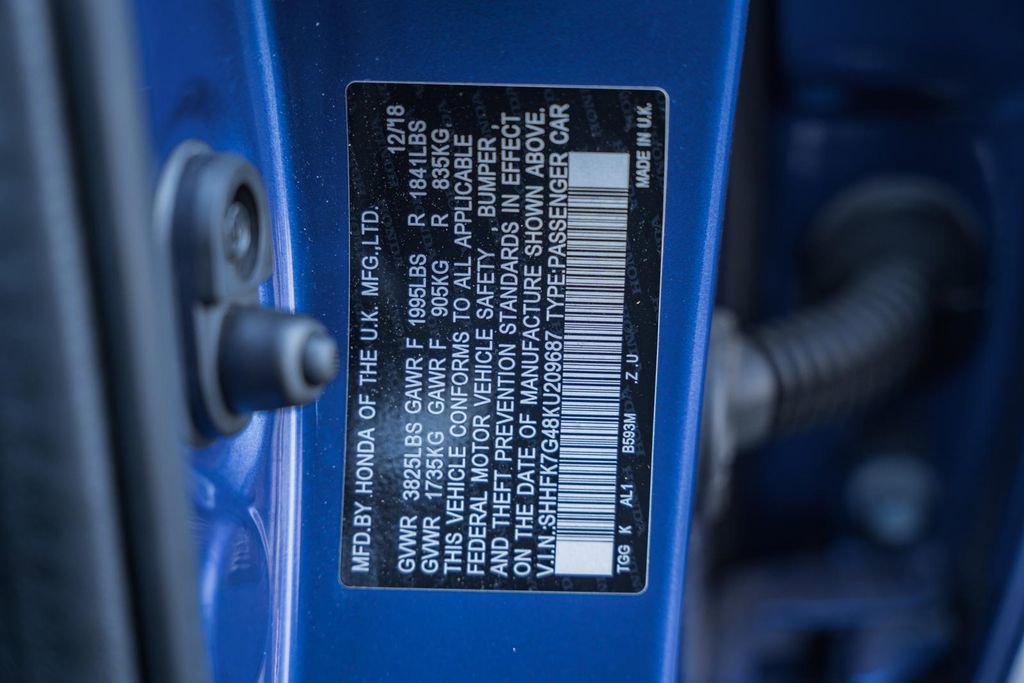 MFD.BY HONDA OF THE U.K. MFG.,LTD. 12/18
GVWR 3825LBS GAWR F 1995LBS R 1841LBS
GVWR 1735KG GAWR F 905KG R 835KG
THIS VEHICLE CONFORMS TO ALL APPLICABLE
FEDERAL MOTOR VEHICLE SAFETY ,BUMPER ,
AND THEFT PREVENTION STANDARDS IN EFFECT
ON THE DATE OF MANUFACTURE SHOWN ABOVE.
V.I.N.:SHHFK7G48KU209687 TYPE:PASSENGER CAR
TGG K AL1 B593M Z.U MADE IN U.K.